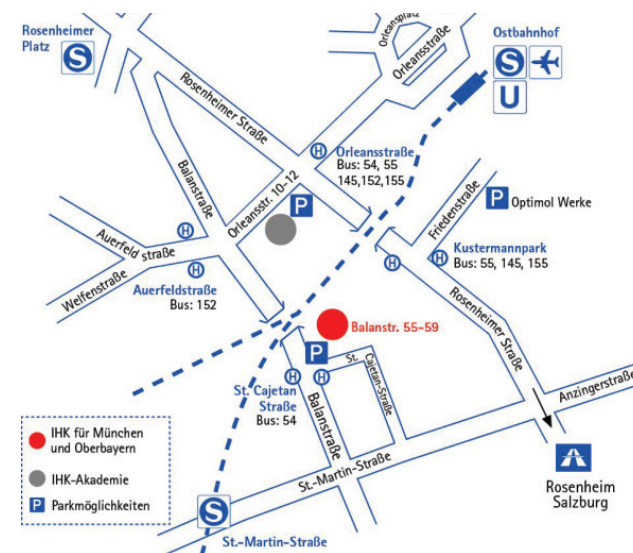 Rosenheimer
Platz
S
Orleansplatz
Orleansstraße
Ostbahnhof
S
U
Rosenheimer Straße
Balanstraße
H
Orleansstraße
Bus: 54, 55
145,152,155
Orleansstr. 10-12
P
P
Optimol Werke
Friedenstraße
H
Auerfeld straße
Welfenstraße
H
Auerfeldstraße
Bus: 152
H
H
Kustermannpark
Bus: 55, 145, 155
Rosenheimer Straße
Balanstr. 55-59
P
St. Cajetan-Straße
H
H
St. Cajetan
Straße
Bus: 54
Balanstraße
Anzingerstraße
St.-Martin-Straße
IHK für München
und Oberbayern
IHK-Akademie
P
Parkmöglichkeiten
S
St.-Martin-Straße
Rosenheim
Salzburg